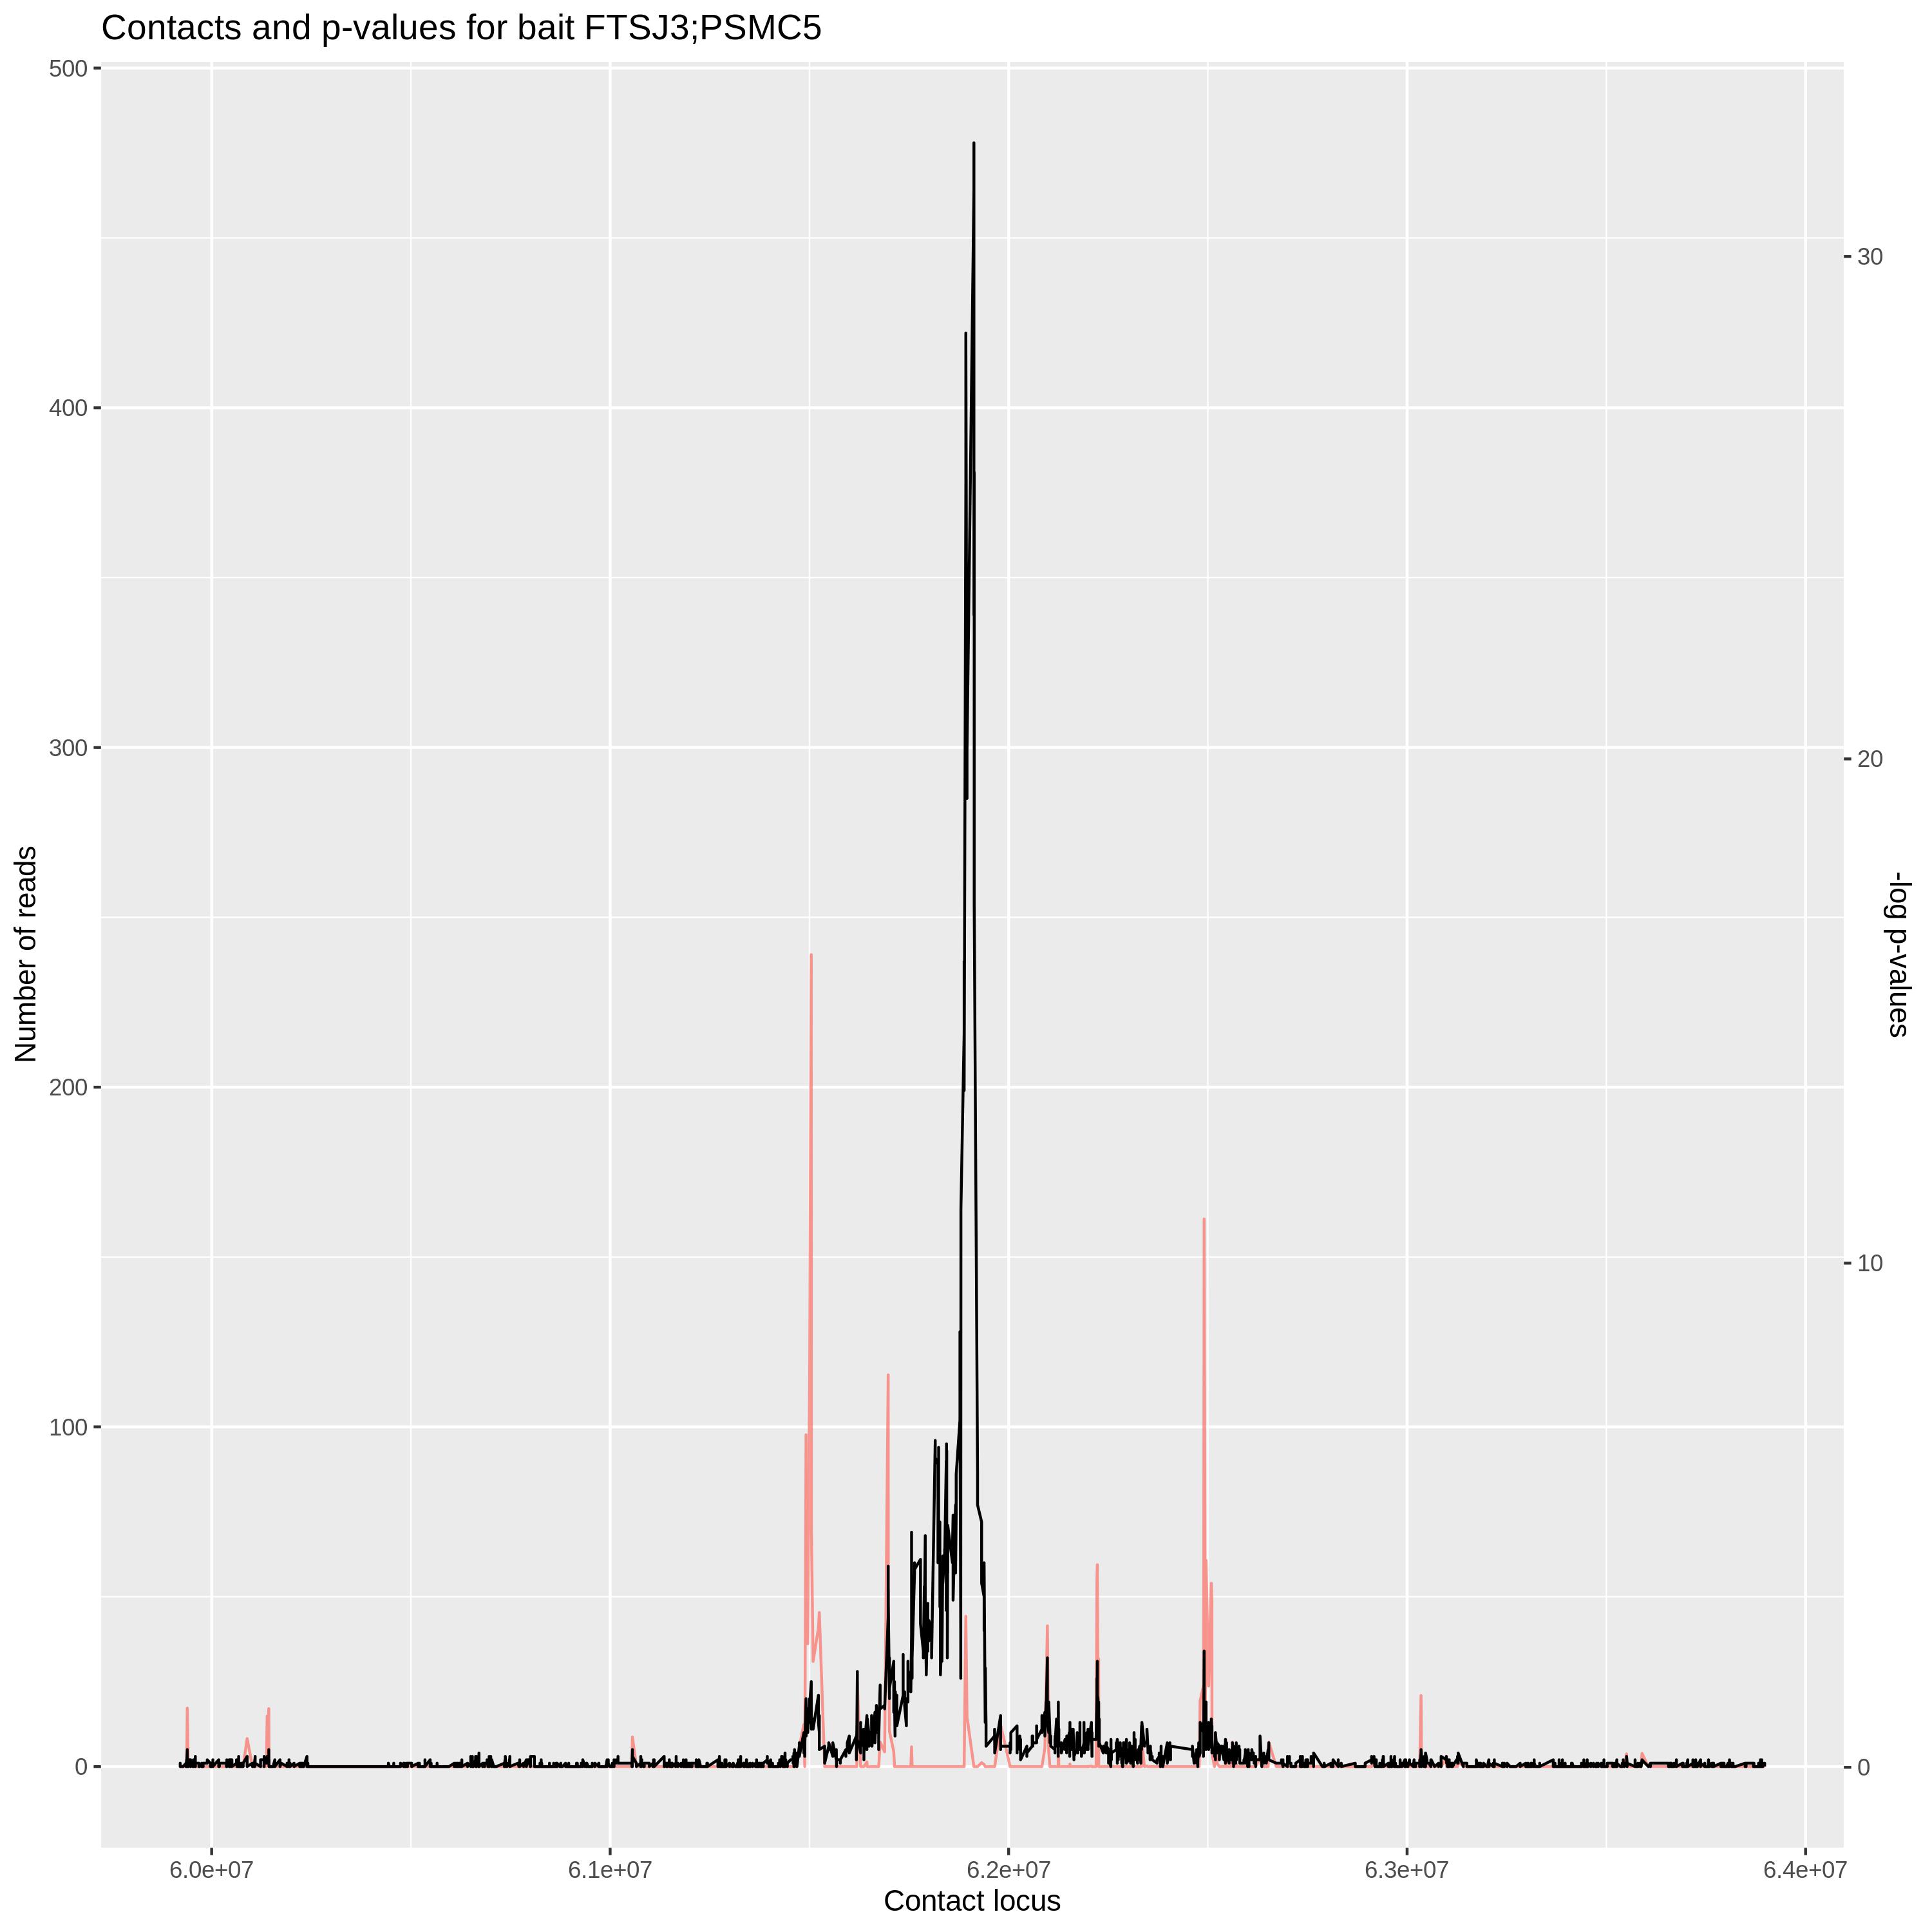 Contacts and p-values for bait FTSJ3;PSMC5
500
400
300
200
100
0
Number of reads
30
20
10
0
-log p-values
6.0e+07
6.1e+07
6.2e+07
6.3e+07
6.4e+07
Contact locus